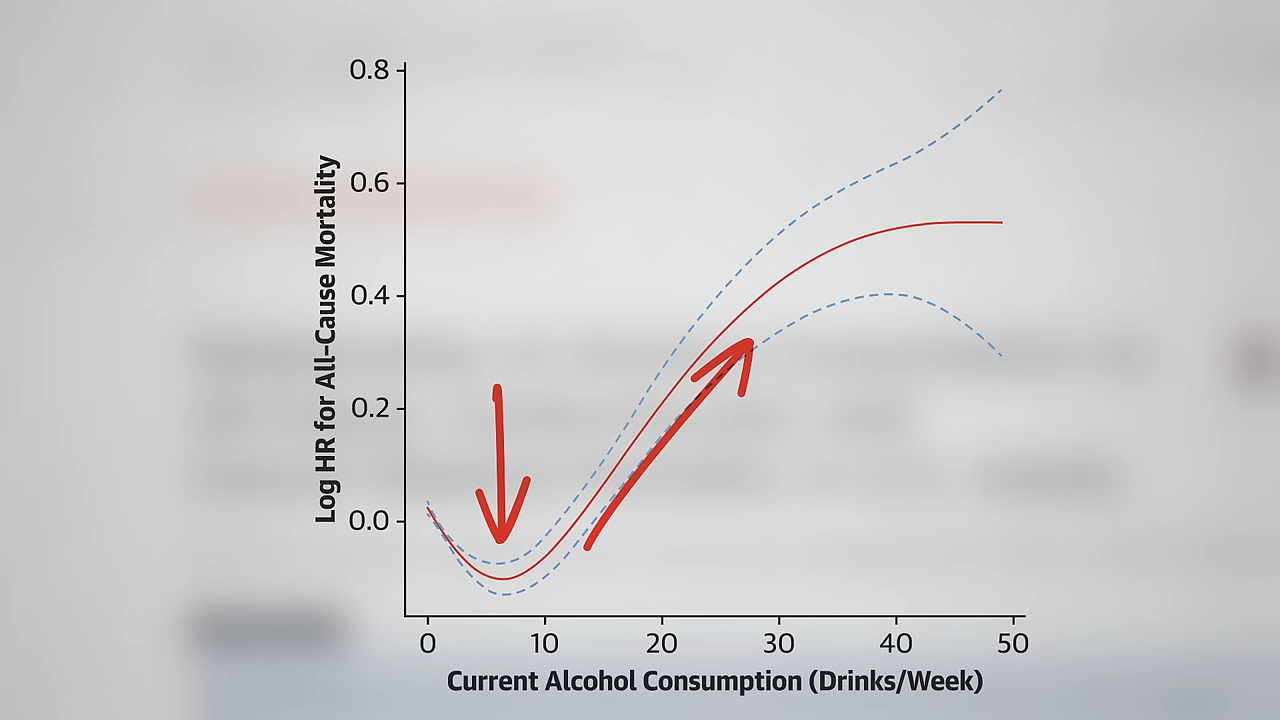 0.8
0.6
0.4
0.2
0.0
Log HR for All-Cause Mortality
0 10 20 30 40 50
Current Alcohol Consumption (Drinks/Week)